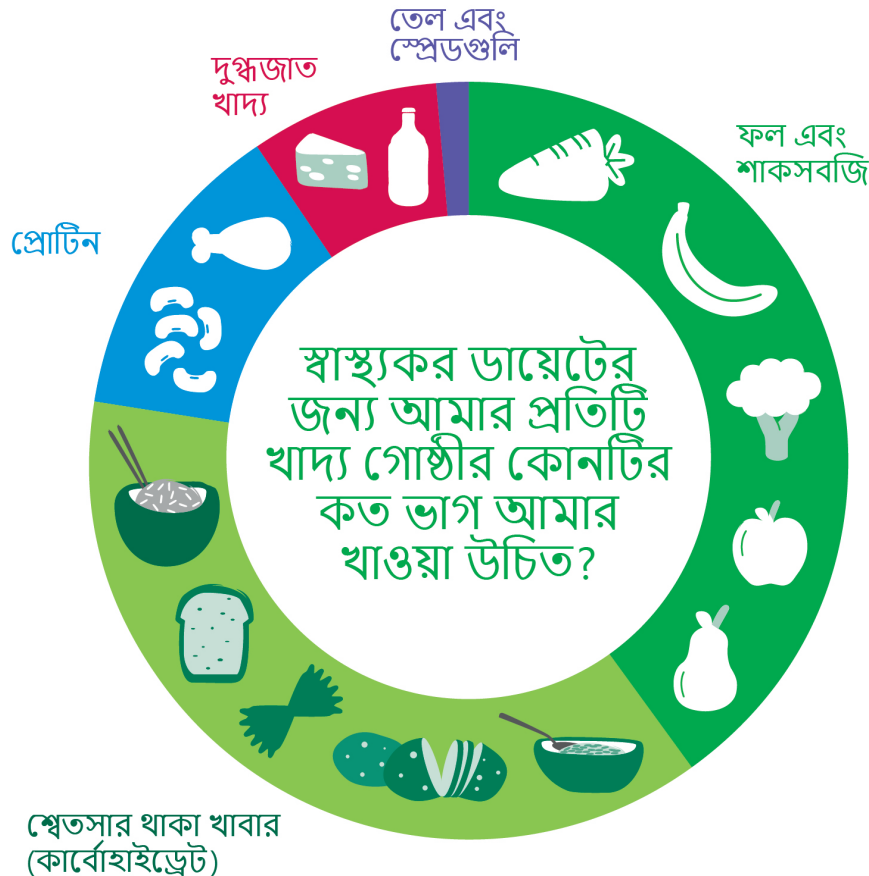 তেল এবং
স্প্রেডগুলি
দুগ্ধজাত
খাদ্য
ফল এবং
শাকসবজি
প্রোটিন
স্বাস্থ্যকর ডায়েটের
জন্য আমার প্রতিটি
খাদ্য গোষ্ঠীর কোনটির
কত ভাগ আমার
খাওয়া উচিত?
শ্বেতসার থাকা খাবার
(কার্বোহাইড্রেট)